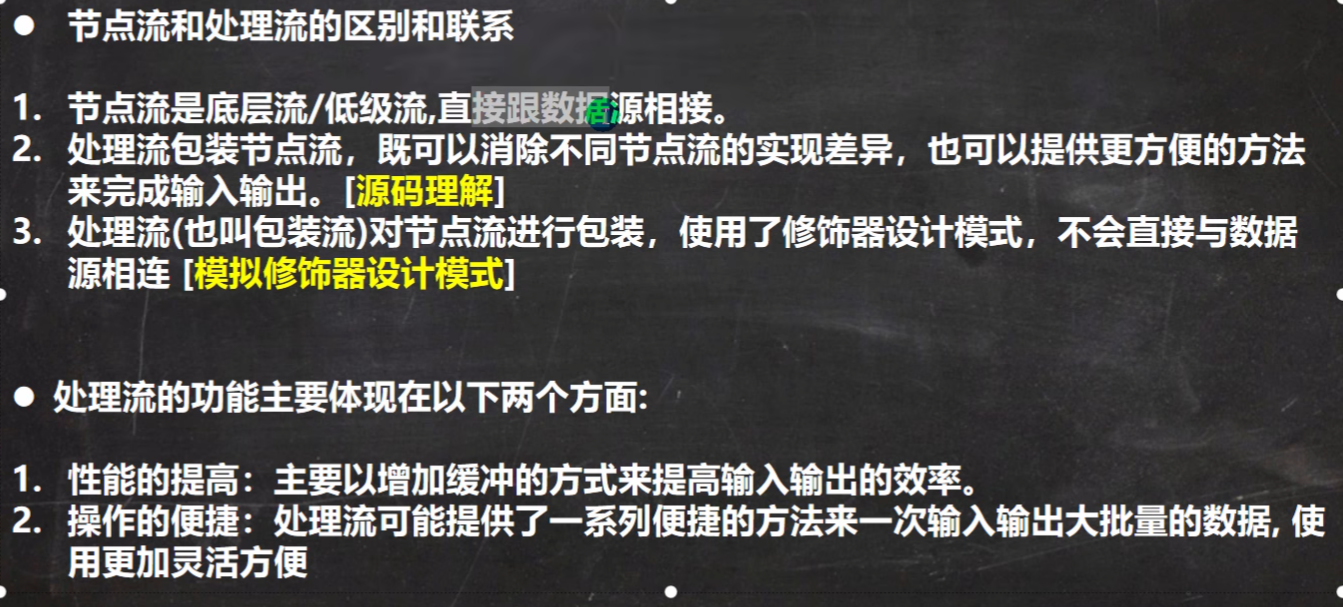 ● 节点流和处理流的区别和联系
1. 节点流是底层流/低级流,直接跟数据源相接。
2. 处理流包装节点流，既可以消除不同节点流的实现差异，也可以提供更方便的方法
来完成输入输出。[源码理解]
3. 处理流(也叫包装流)对节点流进行包装，使用了修饰器设计模式，不会直接与数据
源相连 [模拟修饰器设计模式]
● 处理流的功能主要体现在以下两个方面:
1. 性能的提高：主要以增加缓冲的方式来提高输入输出的效率。
2. 操作的便捷：处理流可能提供了一系列便捷的方法来一次输入输出大批量的数据, 使
用更加灵活方便